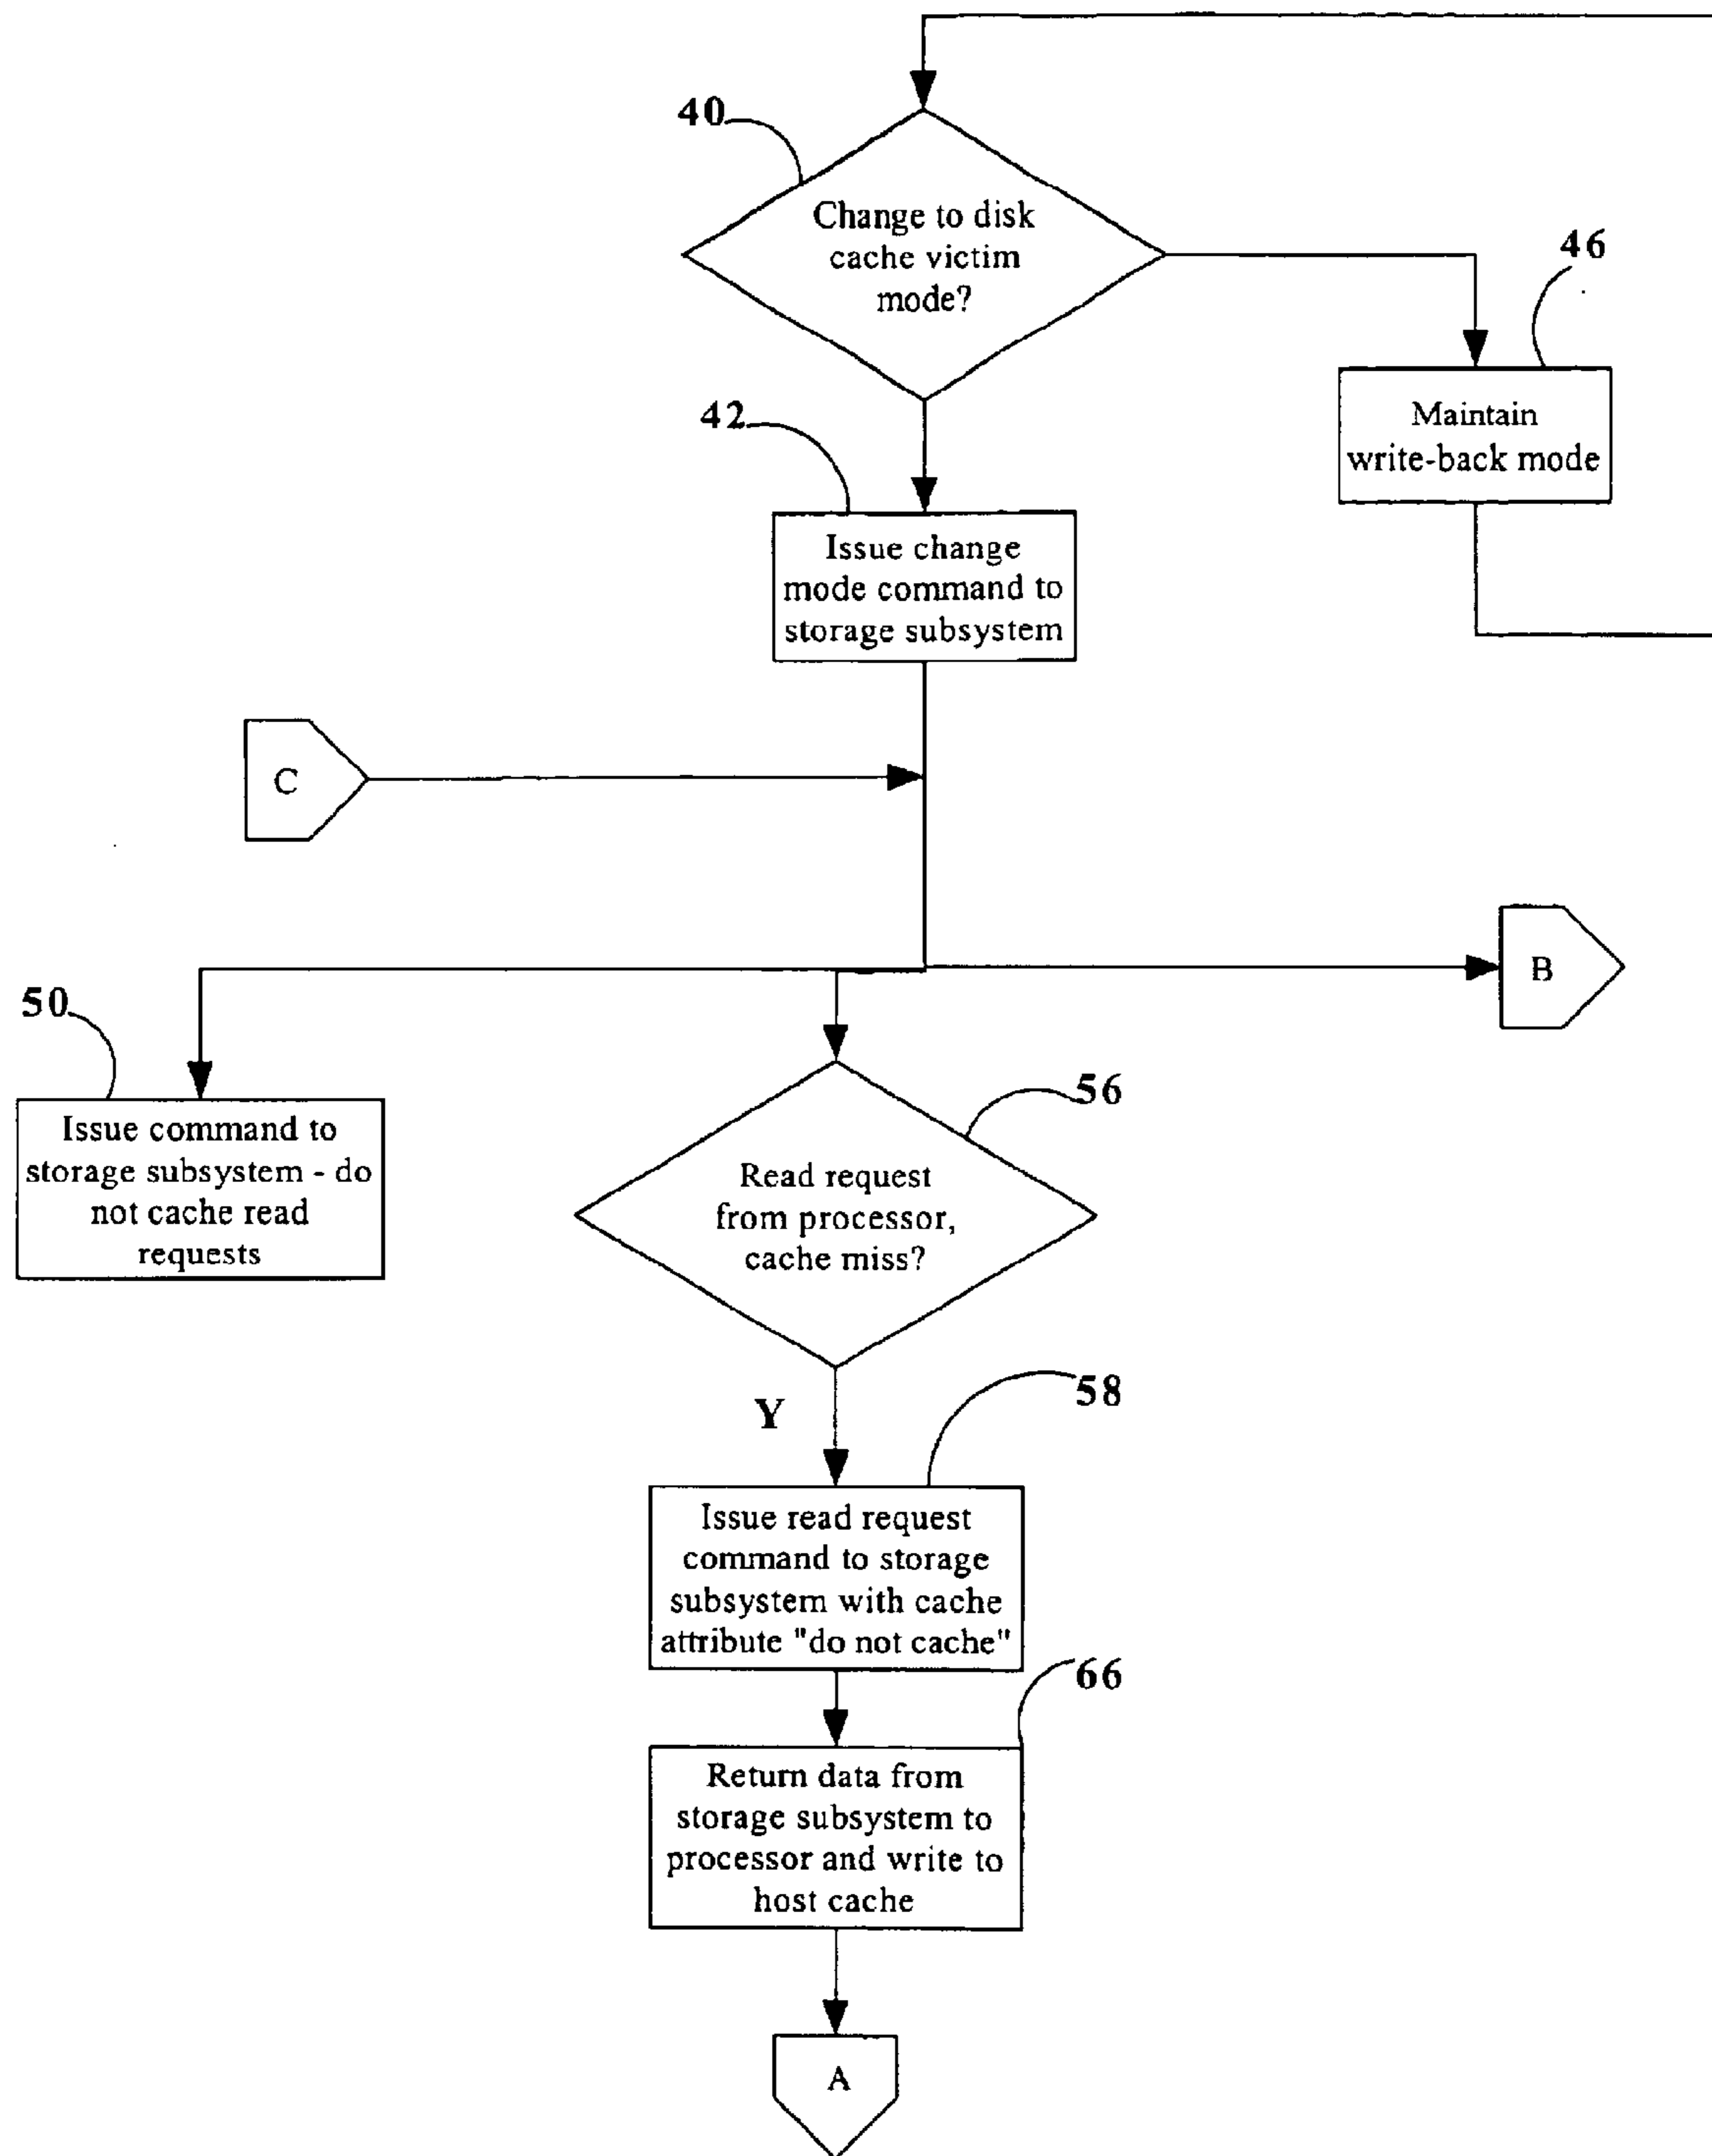 40
Change to disk
cache victim
mode?
46
Maintain
write-back mode
42
Issue change
mode command to
storage subsystem
C
B
50
Issue command to
storage subsystem - do
not cache read
requests
56
Read request
from processor,
cache miss?
Y
58
Issue read request
command to storage
subsystem with cache
attribute "do not cache"
66
Return data from
storage subsystem to
processor and write to
host cache
A